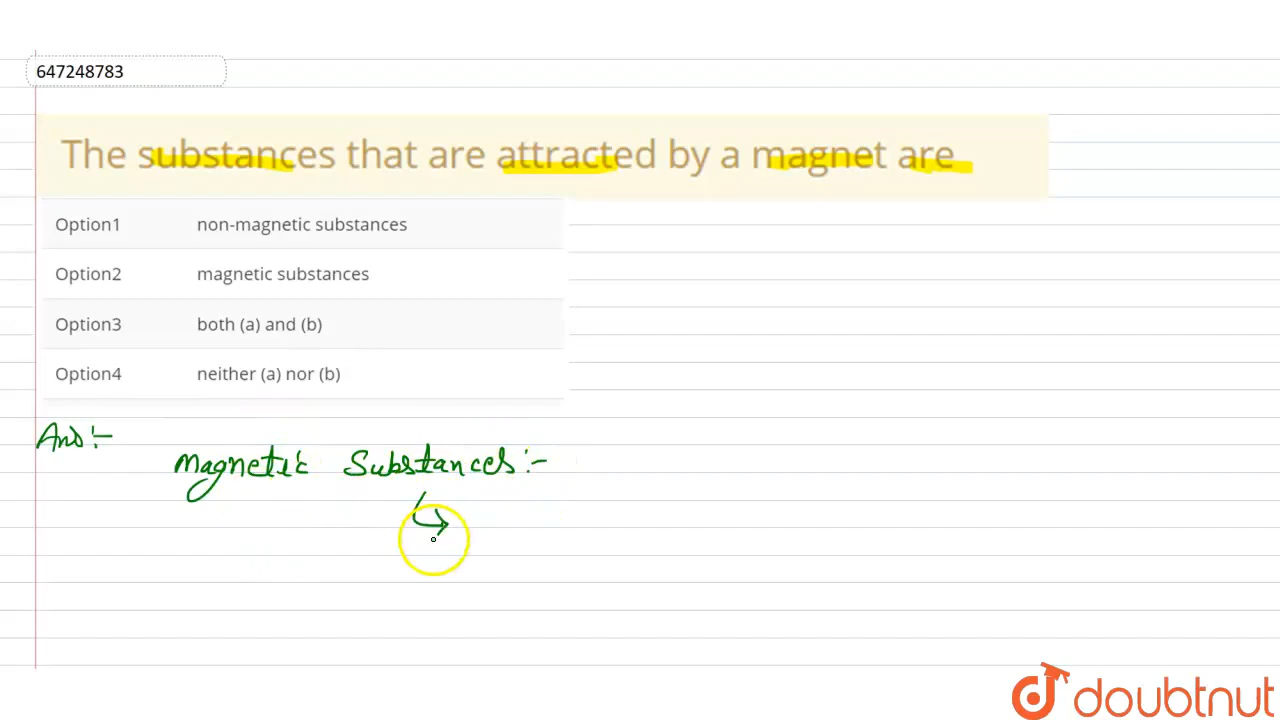 647248783
The substances that are attracted by a magnet are
Option1 non-magnetic substances
Option2 magnetic substances
Option3 both (a) and (b)
Option4 neither (a) nor (b)
Ans :-
Magnetic Substances :-
doubtnut